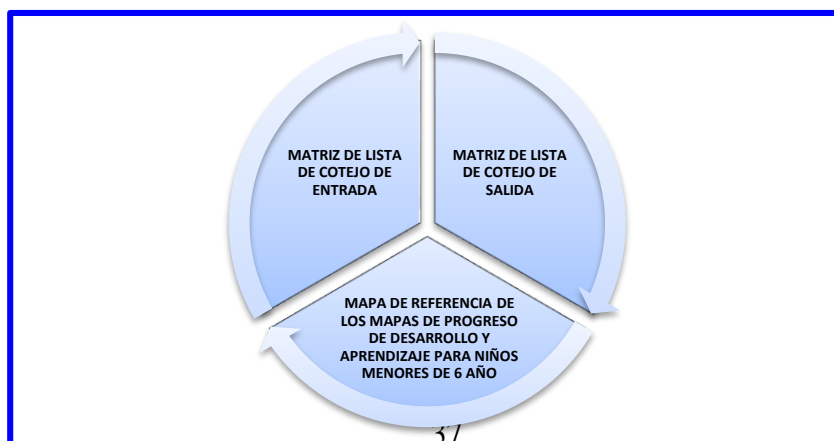 MATRIZ DE LISTA
DE COTEJO DE
ENTRADA
MATRIZ DE LISTA
DE COTEJO DE
SALIDA
MAPA DE REFERENCIA DE
LOS MAPAS DE PROGRESO
DE DESARROLLO Y
APRENDIZAJE PARA NIÑOS
MENORES DE 6 AÑO
37